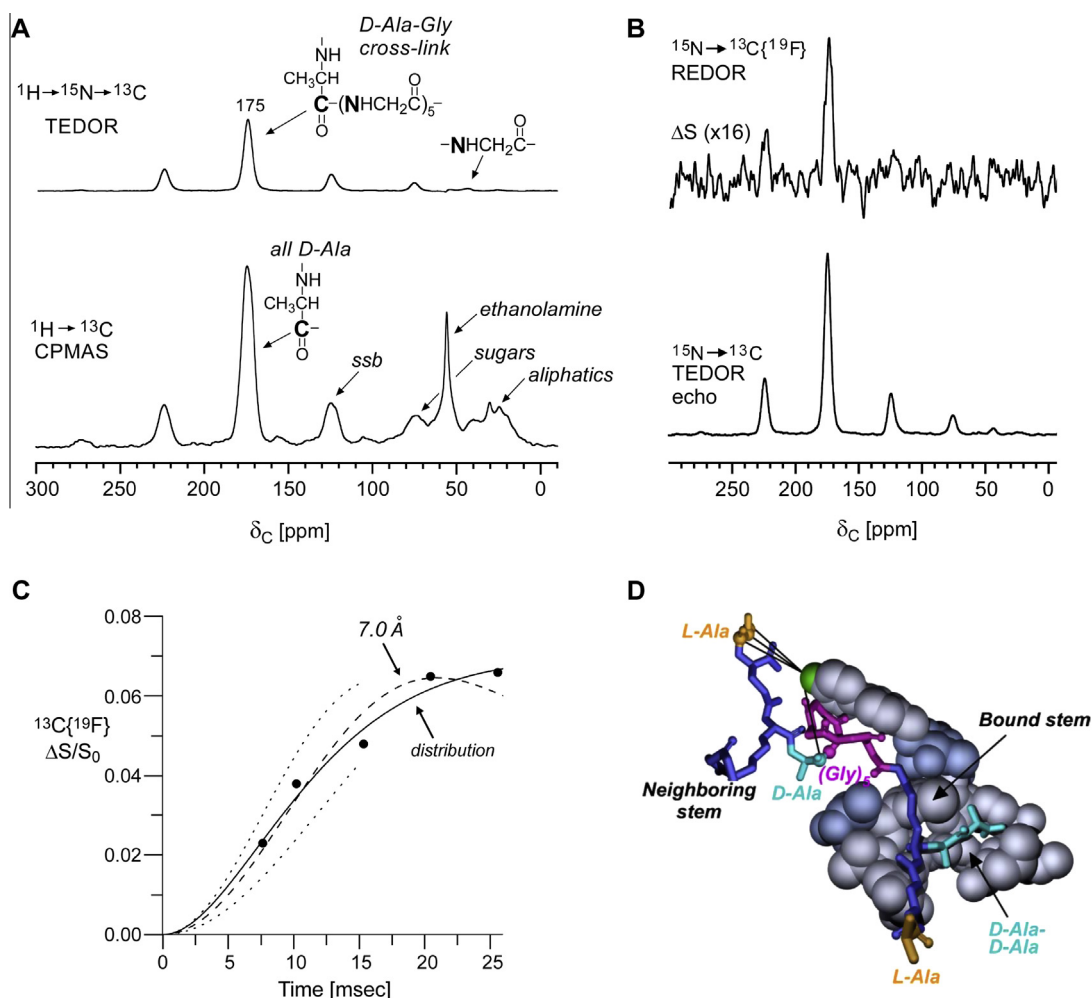 A
D-Ala-Gly
cross-link
¹H→¹⁵N→¹³C
TEDOR
175
NH
CH₃CH O
C–(NHCH₂C)₅–
O
O
–NHCH₂C–
all D-Ala
NH
CH₃CH
C–
O
¹H→¹³C
CPMAS
ssb
ethanolamine
sugars
aliphatics
300 250 200 150 100 50 0
δC [ppm]
B
¹⁵N→¹³C{¹⁹F}
REDOR
ΔS (x16)
¹⁵N→¹³C
TEDOR
echo
250 200 150 100 50 0
δC [ppm]
C
0.08
0.06
0.04
0.02
0.00
¹³C{¹⁹F}
ΔS/S₀
7.0 Å
distribution
0 5 10 15 20 25
Time [msec]
D
L-Ala
Bound stem
Neighboring
stem
D-Ala
(Gly)₅
D-Ala-
D-Ala
L-Ala